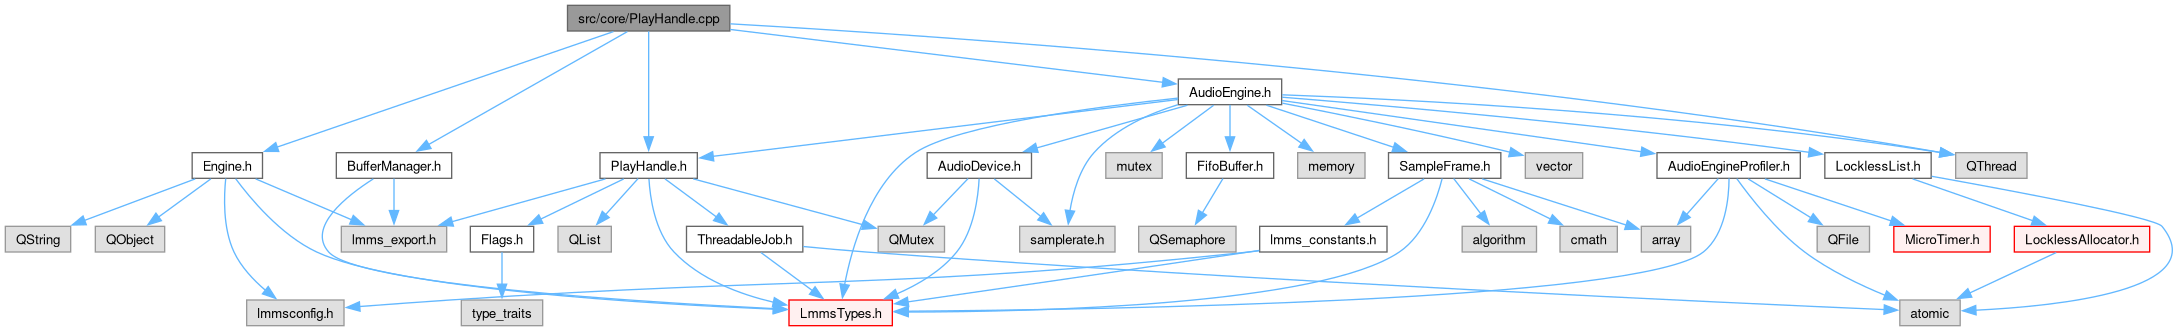 src/core/PlayHandle.cpp
AudioEngine.h
Engine.h
BufferManager.h
PlayHandle.h
AudioDevice.h
mutex
FifoBuffer.h
memory
SampleFrame.h
vector
AudioEngineProfiler.h
LocklessList.h
QThread
QString
QObject
lmms_export.h
Flags.h
QList
ThreadableJob.h
QMutex
samplerate.h
QSemaphore
lmms_constants.h
algorithm
cmath
array
QFile
MicroTimer.h
LocklessAllocator.h
lmmsconfig.h
type_traits
LmmsTypes.h
atomic